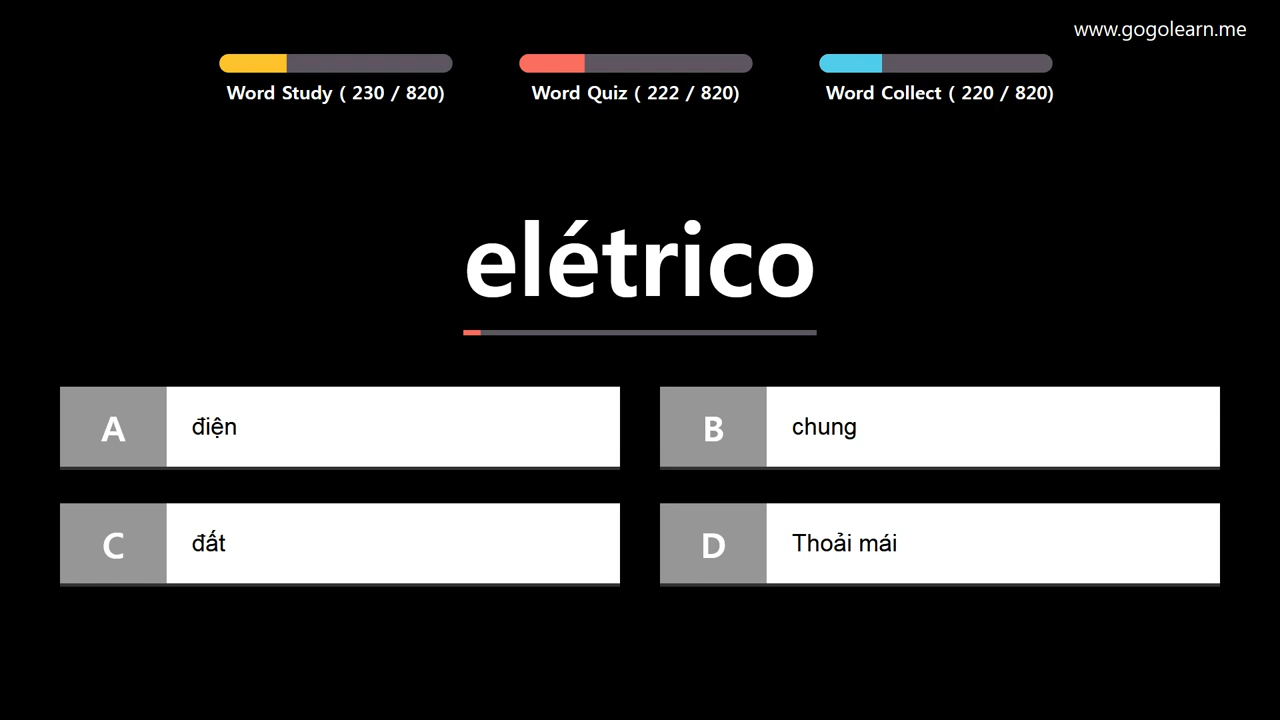 www.gogolearn.me
Word Study ( 230 / 820)
Word Quiz ( 222 / 820)
Word Collect ( 220 / 820)
elétrico
A điện
B chung
C đất
D Thoải mái